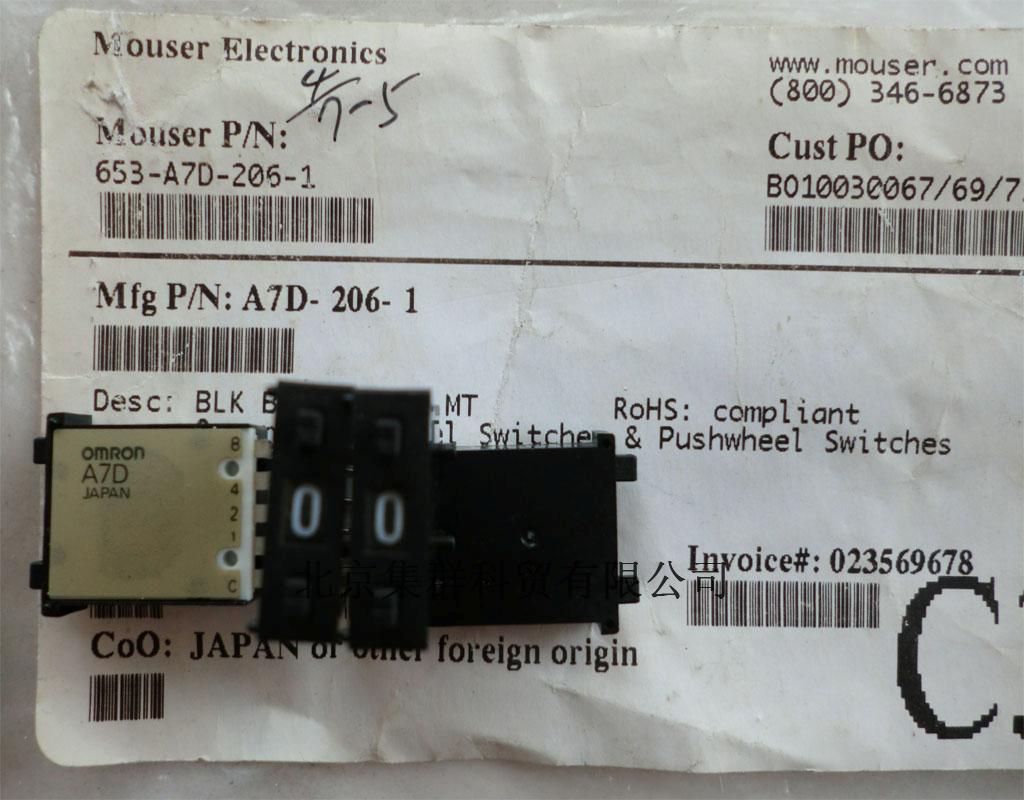 Mouser Electronics
4/7-5
www.mouser.com
(800) 346-6873
Mouser P/N:
653-A7D-206-1
Cust PO:
BO10030067/69/7
Mfg P/N: A7D- 206- 1
Desc: BLK B MT
RoHS: compliant
Switches & Pushwheel Switches
omron
A7D
JAPAN
8
4
2
1
C
0
0
Invoice#: 023569678
北京集群科贸有限公司
CoO: JAPAN or other foreign origin
C